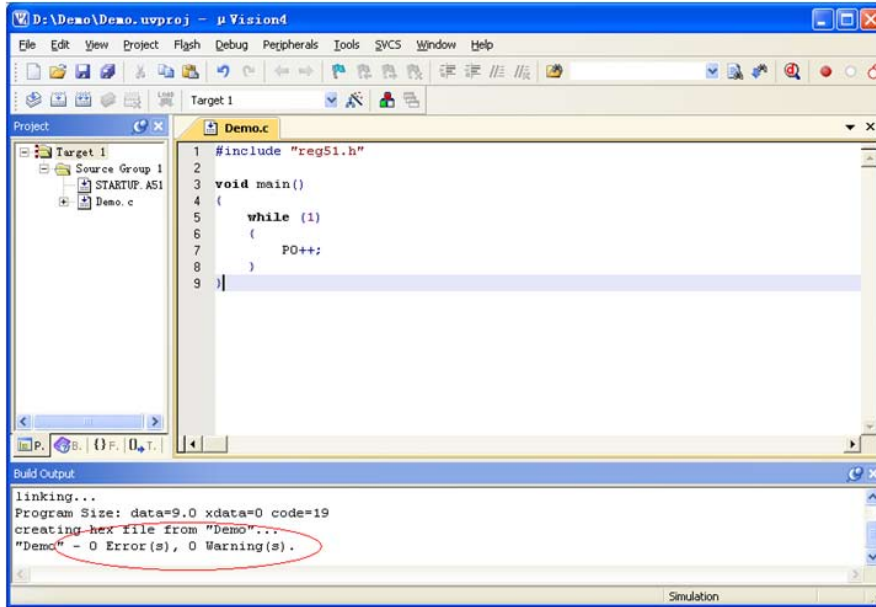 D:\Demo\Demo.uvproj - µVision4
File Edit View Project Flash Debug Peripherals Tools SVCS Window Help
Target 1
Project
Demo.c
Target 1
Source Group 1
STARTUP.A51
Demo.c
1 #include "reg51.h"
2
3 void main()
4 {
5 while (1)
6 {
7 P0++;
8 }
9 }
P. B. {} F. 0. T.
Build Output
linking...
Program Size: data=9.0 xdata=0 code=19
creating hex file from "Demo"...
"Demo" - 0 Error(s), 0 Warning(s).
Simulation